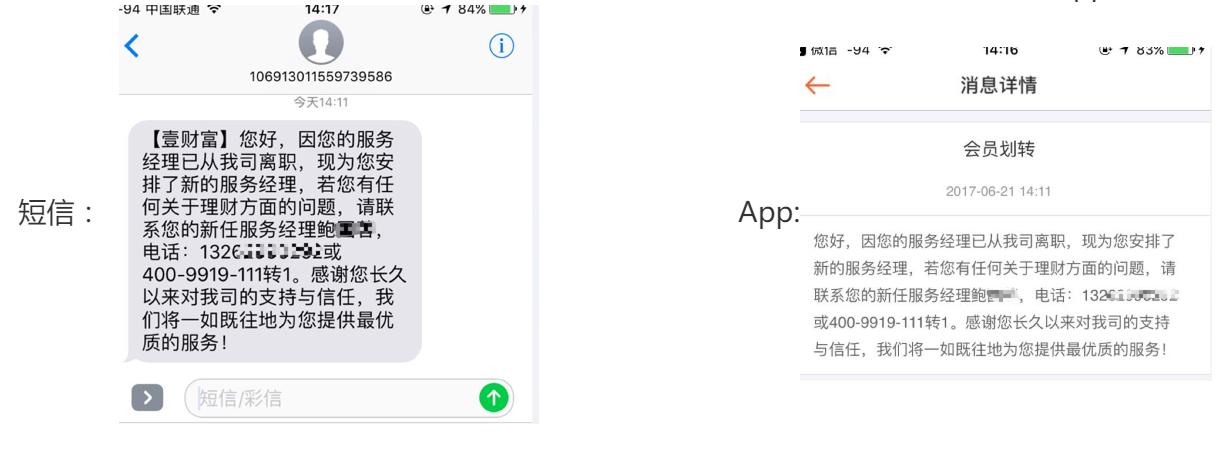 -94 中国联通 14:17 84%
106913011559739586
今天14:11
【壹财富】您好，因您的服务
经理已从我司离职，现为您安
排了新的服务经理，若您有任
何关于理财方面的问题，请联
系您的新任服务经理鲍，
电话：1326或
400-9919-111转1。感谢您长久
以来对我司的支持与信任，我
们将一如既往地为您提供最优
质的服务！
短信/彩信
短信：
App:
微信 -94 14:16 83%
消息详情
会员划转
2017-06-21 14:11
您好，因您的服务经理已从我司离职，现为您安排了
新的服务经理，若您有任何关于理财方面的问题，请
联系您的新任服务经理鲍，电话：132
或400-9919-111转1。感谢您长久以来对我司的支持
与信任，我们将一如既往地为您提供最优质的服务！